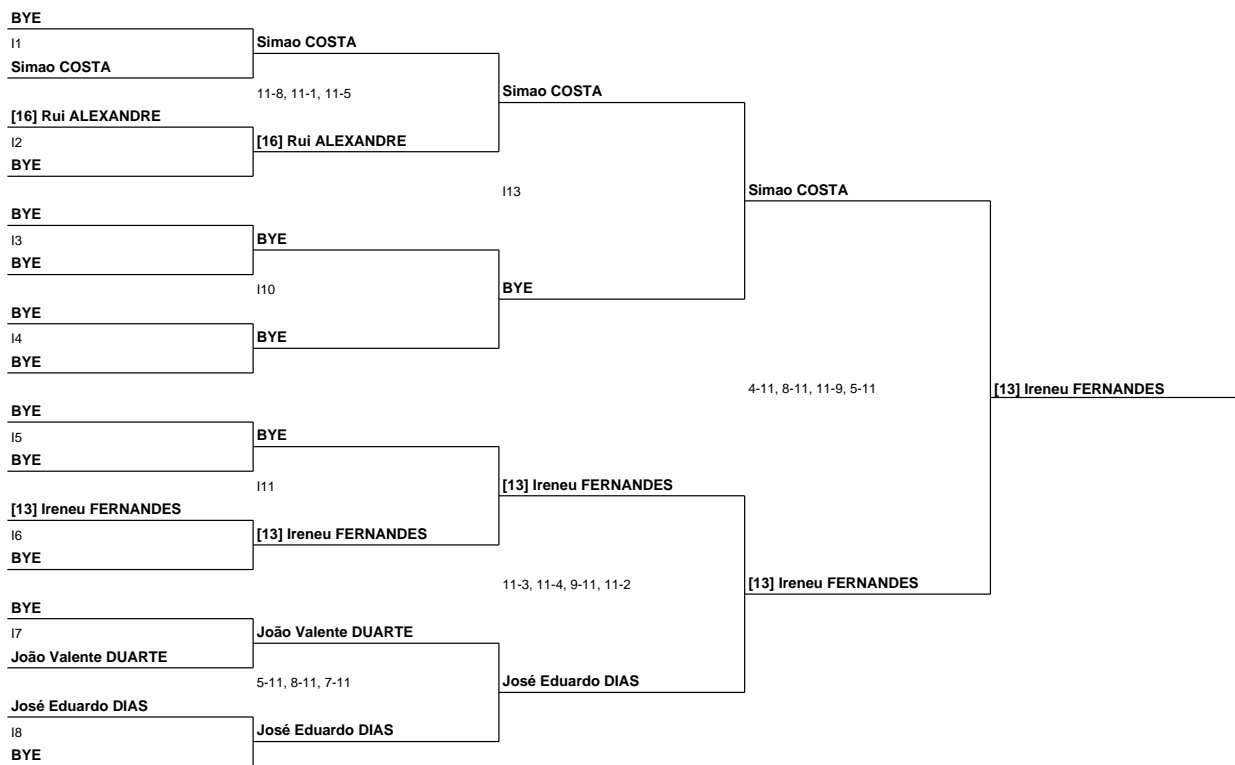 BYE
I1
Simao COSTA
Simao COSTA
11-8, 11-1, 11-5
Simao COSTA
[16] Rui ALEXANDRE
I2
[16] Rui ALEXANDRE
BYE
I13
Simao COSTA
BYE
I3
BYE
BYE
I10
BYE
BYE
I4
BYE
BYE
4-11, 8-11, 11-9, 5-11
[13] Ireneu FERNANDES
BYE
I5
BYE
BYE
I11
[13] Ireneu FERNANDES
[13] Ireneu FERNANDES
I6
[13] Ireneu FERNANDES
BYE
11-3, 11-4, 9-11, 11-2
[13] Ireneu FERNANDES
BYE
I7
João Valente DUARTE
João Valente DUARTE
5-11, 8-11, 7-11
José Eduardo DIAS
José Eduardo DIAS
I8
José Eduardo DIAS
BYE